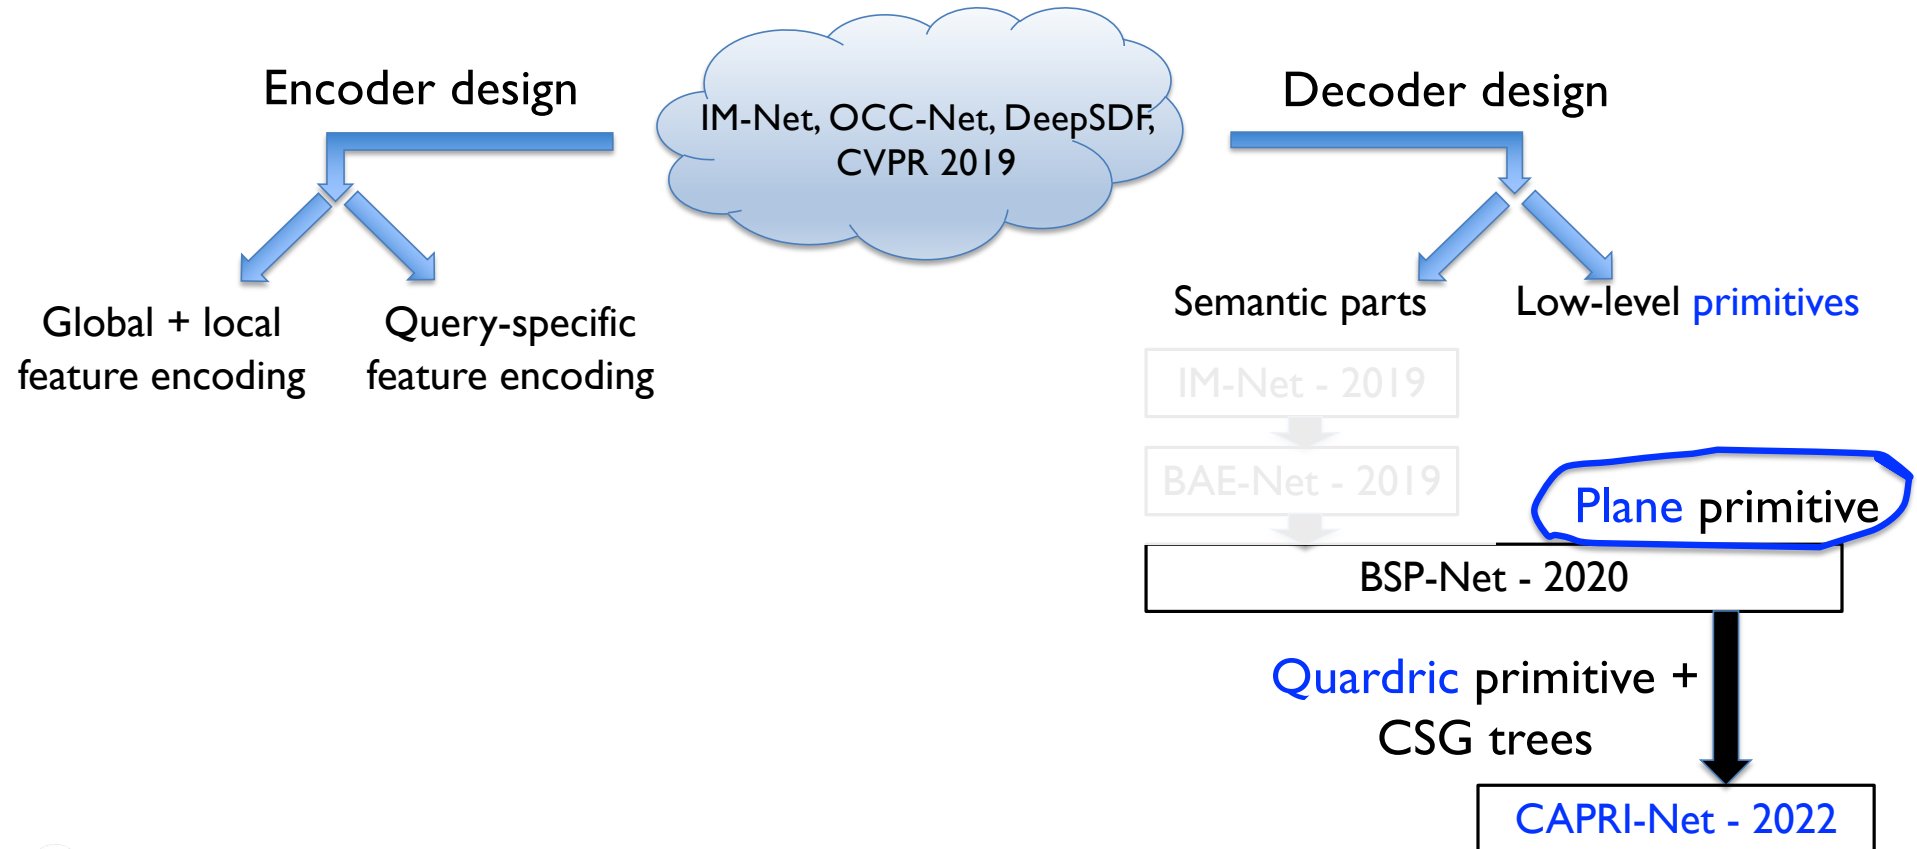 Encoder design
IM-Net, OCC-Net, DeepSDF,
CVPR 2019
Decoder design
Global + local
feature encoding
Query-specific
feature encoding
Semantic parts
Low-level primitives
IM-Net - 2019
BAE-Net - 2019
Plane primitive
BSP-Net - 2020
Quardric primitive +
CSG trees
CAPRI-Net - 2022